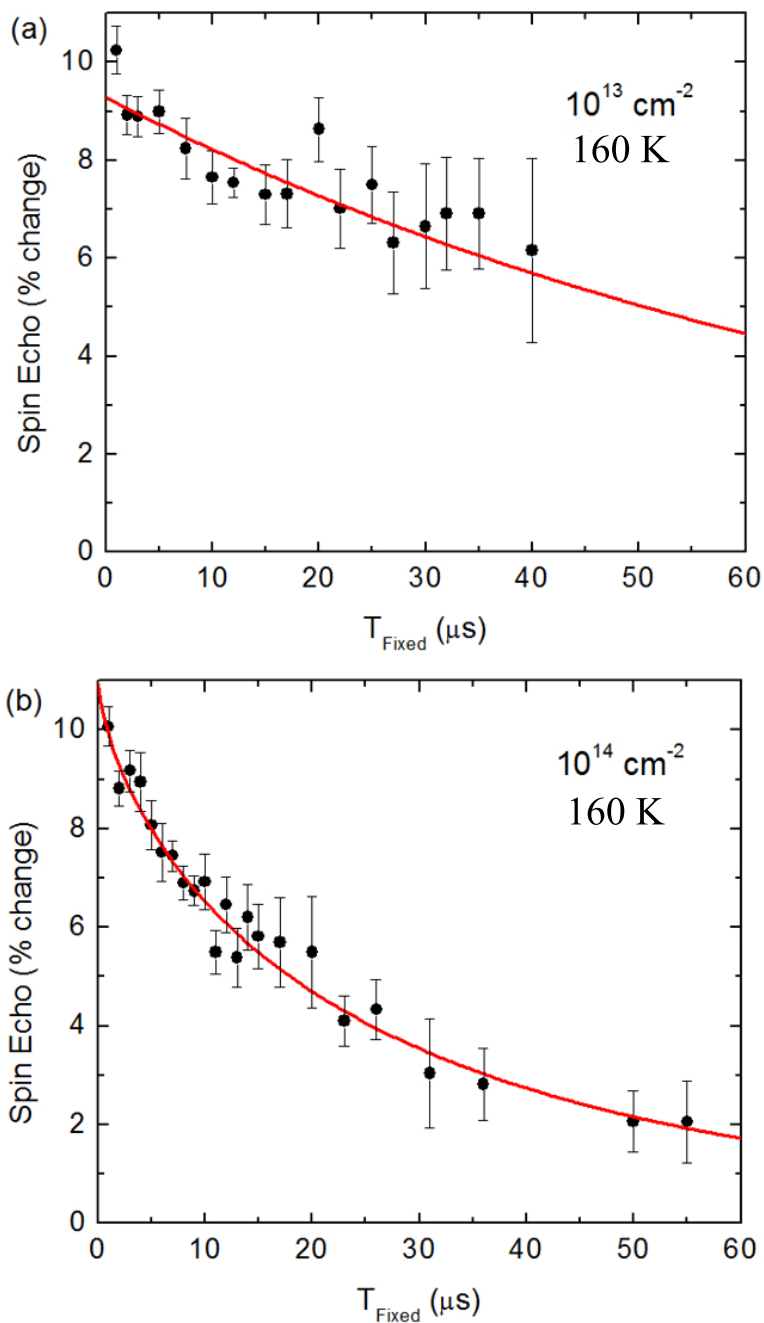 (a)
10
8
6
4
2
0
Spin Echo (% change)
10¹³ cm⁻²
160 K
0 10 20 30 40 50 60
T_Fixed (μs)
(b)
10
8
6
4
2
0
Spin Echo (% change)
10¹⁴ cm⁻²
160 K
0 10 20 30 40 50 60
T_Fixed (μs)